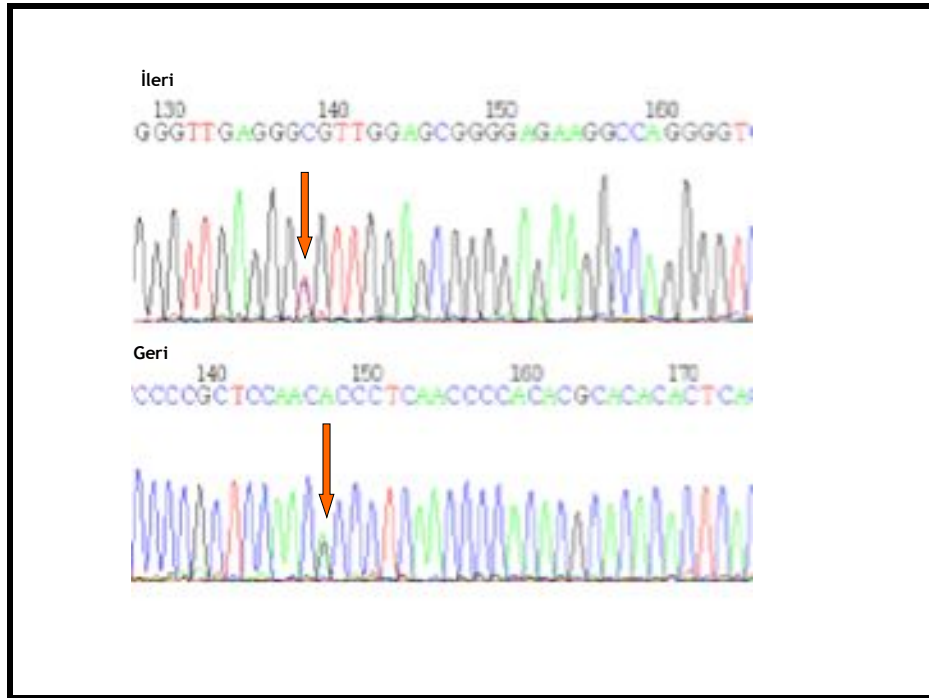 İleri
130 140 150 160
GGGTTGAGGGCGTTGGAGCGGGGAGAAGGCCAGGGGT
Geri
140 150 160 170
CCCCGCTCCAACACCCTCAACCCCACACGCACACACTCA